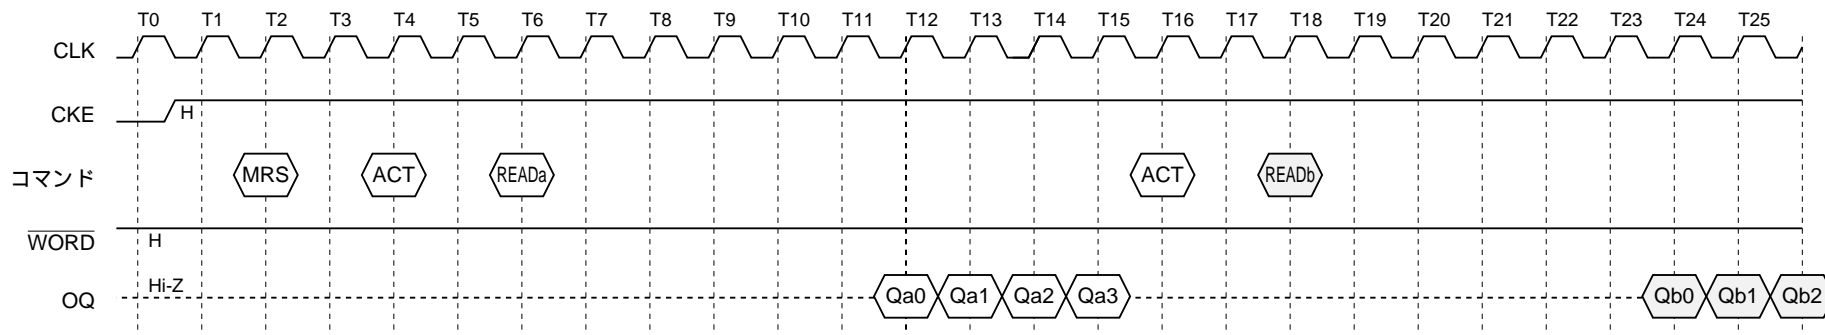 T0 T1 T2 T3 T4 T5 T6 T7 T8 T9 T10 T11 T12 T13 T14 T15 T16 T17 T18 T19 T20 T21 T22 T23 T24 T25
CLK
CKE H
コマンド MRS ACT READa ACT READb
WORD H
OQ Hi-Z Qa0 Qa1 Qa2 Qa3 Qb0 Qb1 Qb2